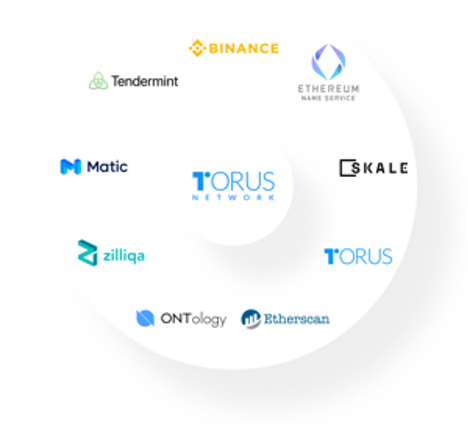 BINANCE
ETHEREUM
NAME SERVICE
Tendermint
Matic
TORUS
NETWORK
SKALE
zilliqa
TORUS
ONTology
Etherscan